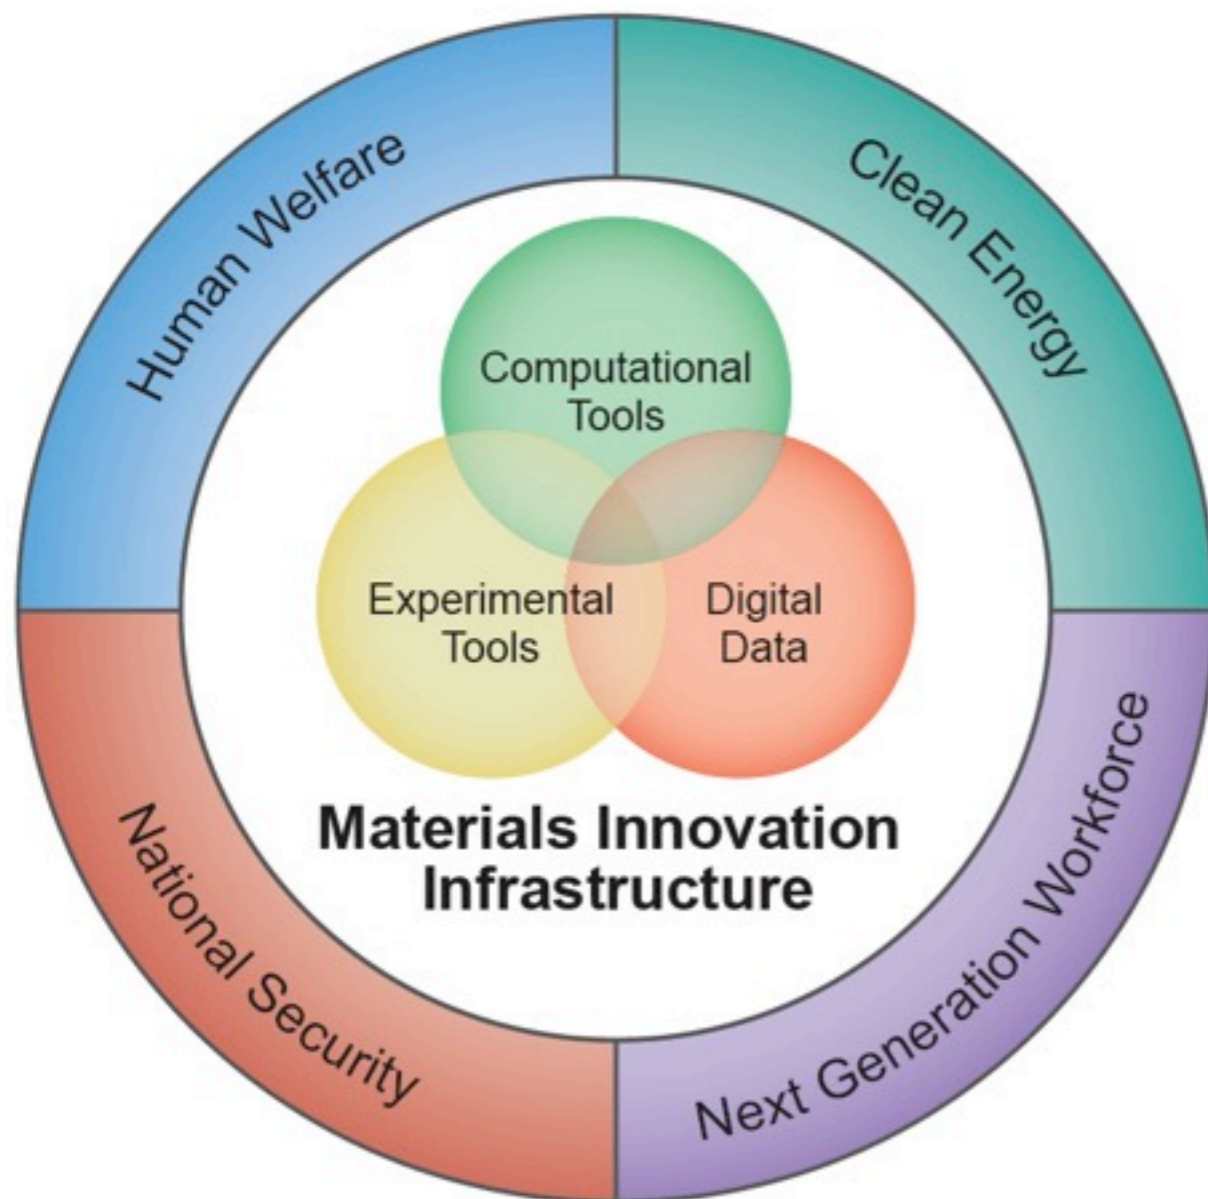 Human Welfare
Clean Energy
Computational
Tools
Experimental
Tools
Digital
Data
Materials Innovation
Infrastructure
National Security
Next Generation Workforce